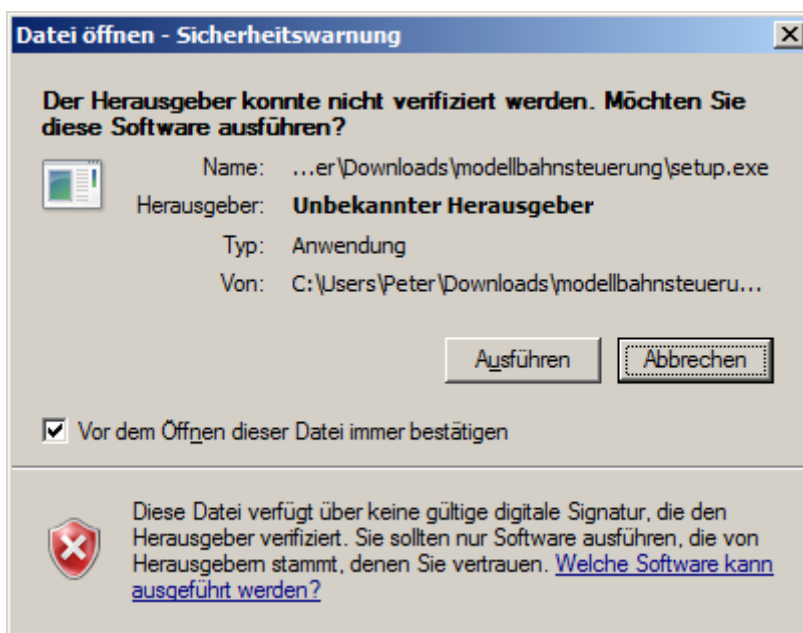 Datei öffnen - Sicherheitswarnung
Der Herausgeber konnte nicht verifiziert werden. Möchten Sie
diese Software ausführen?
Name: ...er\Downloads\modellbahnsteuerung\setup.exe
Herausgeber: Unbekannter Herausgeber
Typ: Anwendung
Von: C:\Users\Peter\Downloads\modellbahnsteueru...
Ausführen Abbrechen
Vor dem Öffnen dieser Datei immer bestätigen
Diese Datei verfügt über keine gültige digitale Signatur, die den
Herausgeber verifiziert. Sie sollten nur Software ausführen, die von
Herausgebern stammt, denen Sie vertrauen. Welche Software kann
ausgeführt werden?